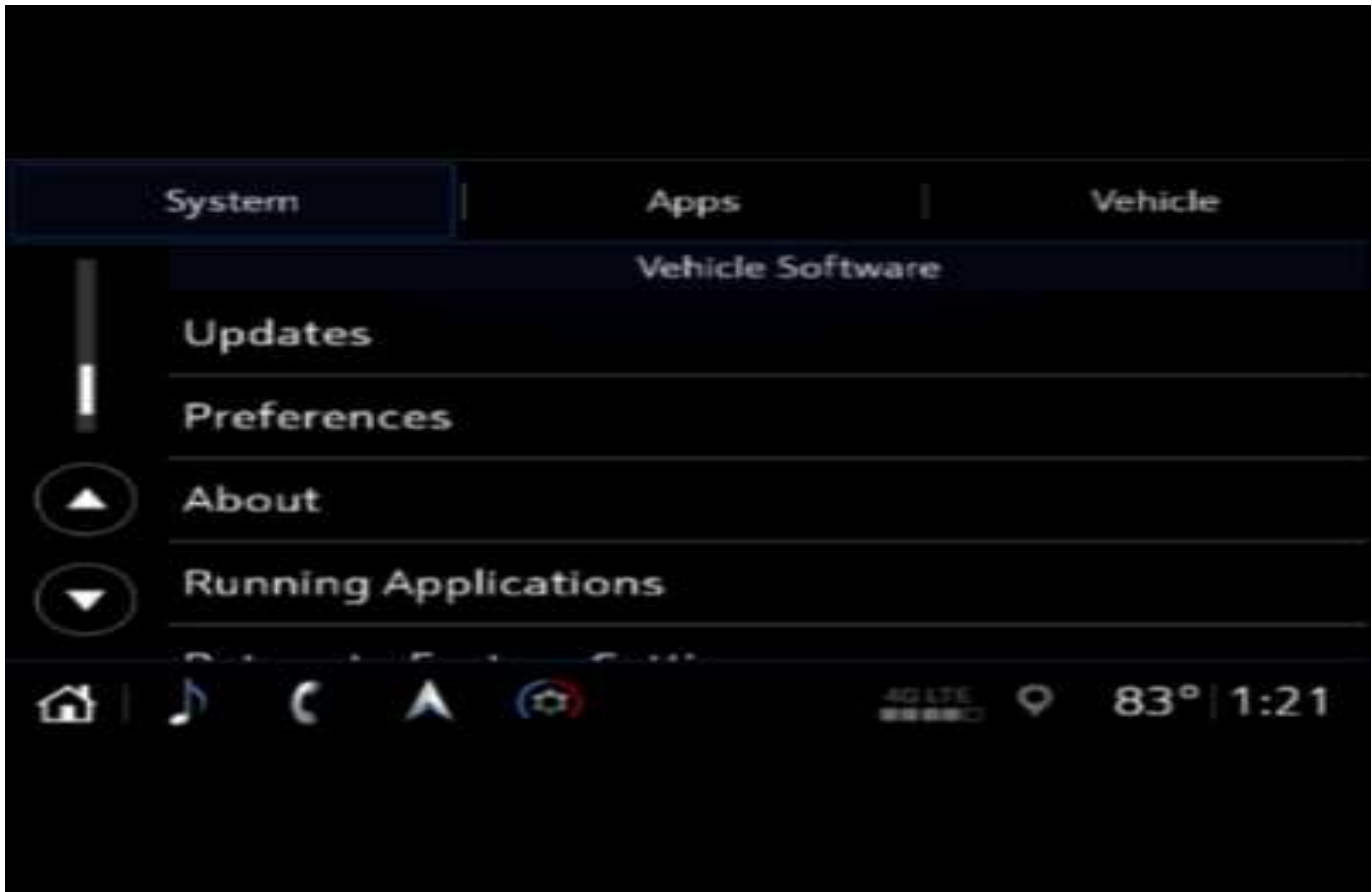 System
Apps
Vehicle
Vehicle Software
Updates
Preferences
About
Running Applications
4G LTE
83° 1:21